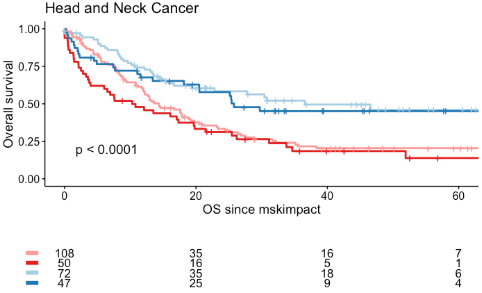 Head and Neck Cancer
1.00
0.75
0.50
0.25
0.00
Overall survival
p < 0.0001
0 20 40 60
OS since mskimpact
108 35 16 7
50 16 5 1
72 35 18 6
47 25 9 4